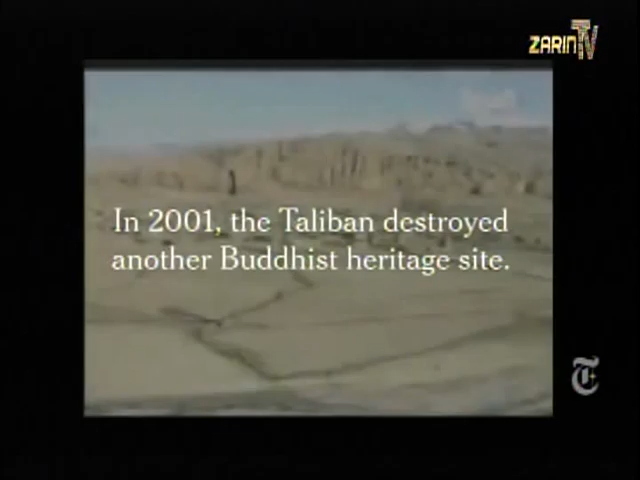 ZARIN TV
In 2001, the Taliban destroyed
another Buddhist heritage site.
T